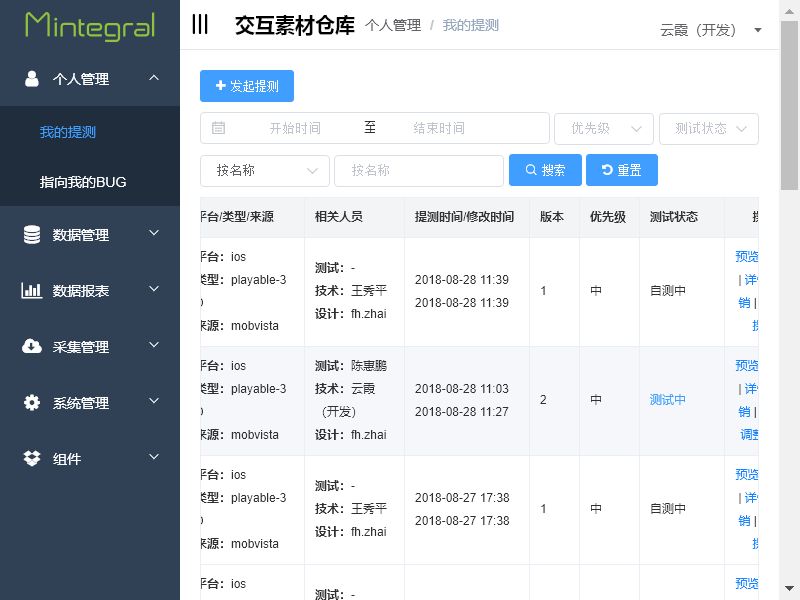 Mintegral
个人管理
我的提测
指向我的BUG
数据管理
数据报表
采集管理
系统管理
组件
交互素材仓库 个人管理 / 我的提测
云霞（开发）
发起提测
开始时间 至 结束时间 优先级 测试状态
按名称 按名称 搜索 重置
平台/类型/来源 相关人员 提测时间/修改时间 版本 优先级 测试状态
平台：ios
类型：playable-3
来源：mobvista
测试：-
技术：王秀平
设计：fh.zhai
2018-08-28 11:39
2018-08-28 11:39
1
中
自测中
预览
| 详
销 |
平台：ios
类型：playable-3
来源：mobvista
测试：陈惠鹏
技术：云霞
（开发）
设计：fh.zhai
2018-08-28 11:03
2018-08-28 11:27
2
中
测试中
预览
| 详
销 |
调整
平台：ios
类型：playable-3
来源：mobvista
测试：-
技术：王秀平
设计：fh.zhai
2018-08-27 17:38
2018-08-27 17:38
1
中
自测中
预览
| 详
销 |
平台：ios
测试：-
预览